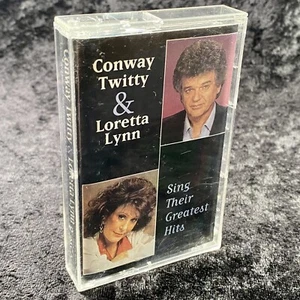 Conway
Twitty
&
Loretta
Lynn
Sing
Their
Greatest
Hits